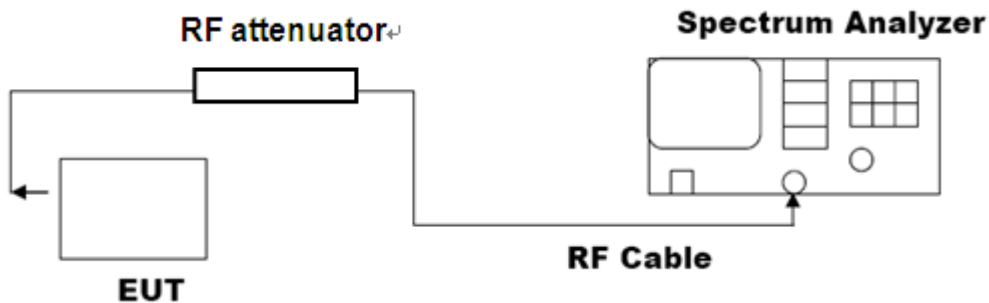 RF attenuator↵
Spectrum Analyzer
RF Cable
EUT